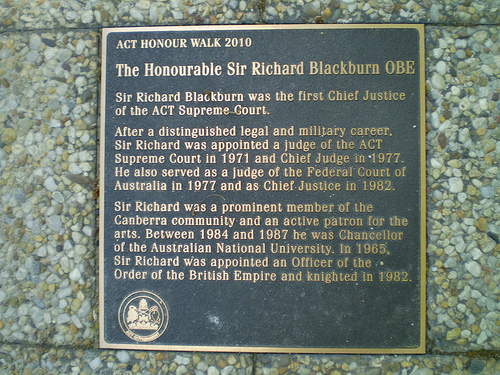 ACT HONOUR WALK 2010
The Honourable Sir Richard Blackburn OBE
Sir Richard Blackburn was the first Chief Justice
of the ACT Supreme Court.
After a distinguished legal and military career,
Sir Richard was appointed a judge of the ACT
Supreme Court in 1971 and Chief Judge in 1977.
He also served as a judge of the Federal Court of
Australia in 1977 and as Chief Justice in 1982.
Sir Richard was a prominent member of the
Canberra community and an active patron for the
arts. Between 1984 and 1987 he was Chancellor
of the Australian National University. In 1965,
Sir Richard was appointed an Officer of the
Order of the British Empire and knighted in 1982.